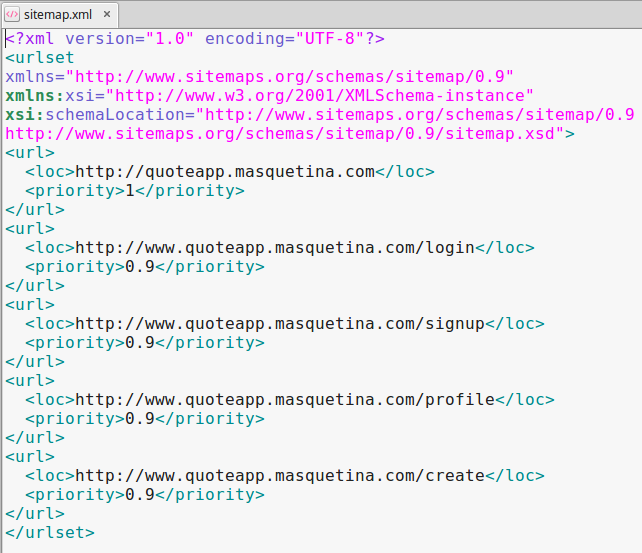 sitemap.xml ×
<?xml version="1.0" encoding="UTF-8"?>
<urlset
xmlns="http://www.sitemaps.org/schemas/sitemap/0.9"
xmlns:xsi="http://www.w3.org/2001/XMLSchema-instance"
xsi:schemaLocation="http://www.sitemaps.org/schemas/sitemap/0.9
http://www.sitemaps.org/schemas/sitemap/0.9/sitemap.xsd">
<url>
  <loc>http://quoteapp.masquetina.com</loc>
  <priority>1</priority>
</url>
<url>
  <loc>http://www.quoteapp.masquetina.com/login</loc>
  <priority>0.9</priority>
</url>
<url>
  <loc>http://www.quoteapp.masquetina.com/signup</loc>
  <priority>0.9</priority>
</url>
<url>
  <loc>http://www.quoteapp.masquetina.com/profile</loc>
  <priority>0.9</priority>
</url>
<url>
  <loc>http://www.quoteapp.masquetina.com/create</loc>
  <priority>0.9</priority>
</url>
</urlset>